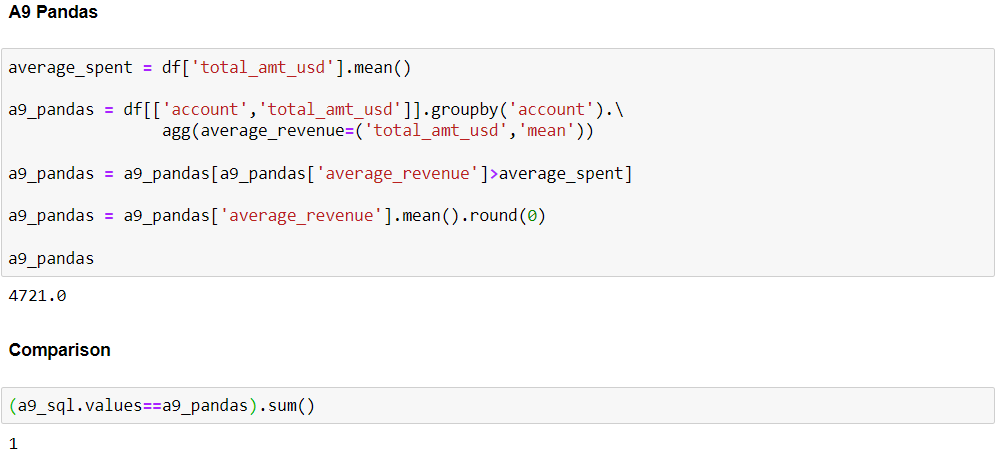 A9 Pandas
average_spent = df['total_amt_usd'].mean()
a9_pandas = df[['account','total_amt_usd']].groupby('account').\
agg(average_revenue=('total_amt_usd','mean'))
a9_pandas = a9_pandas[a9_pandas['average_revenue']>average_spent]
a9_pandas = a9_pandas['average_revenue'].mean().round(0)
a9_pandas
4721.0
Comparison
(a9_sql.values==a9_pandas).sum()
1